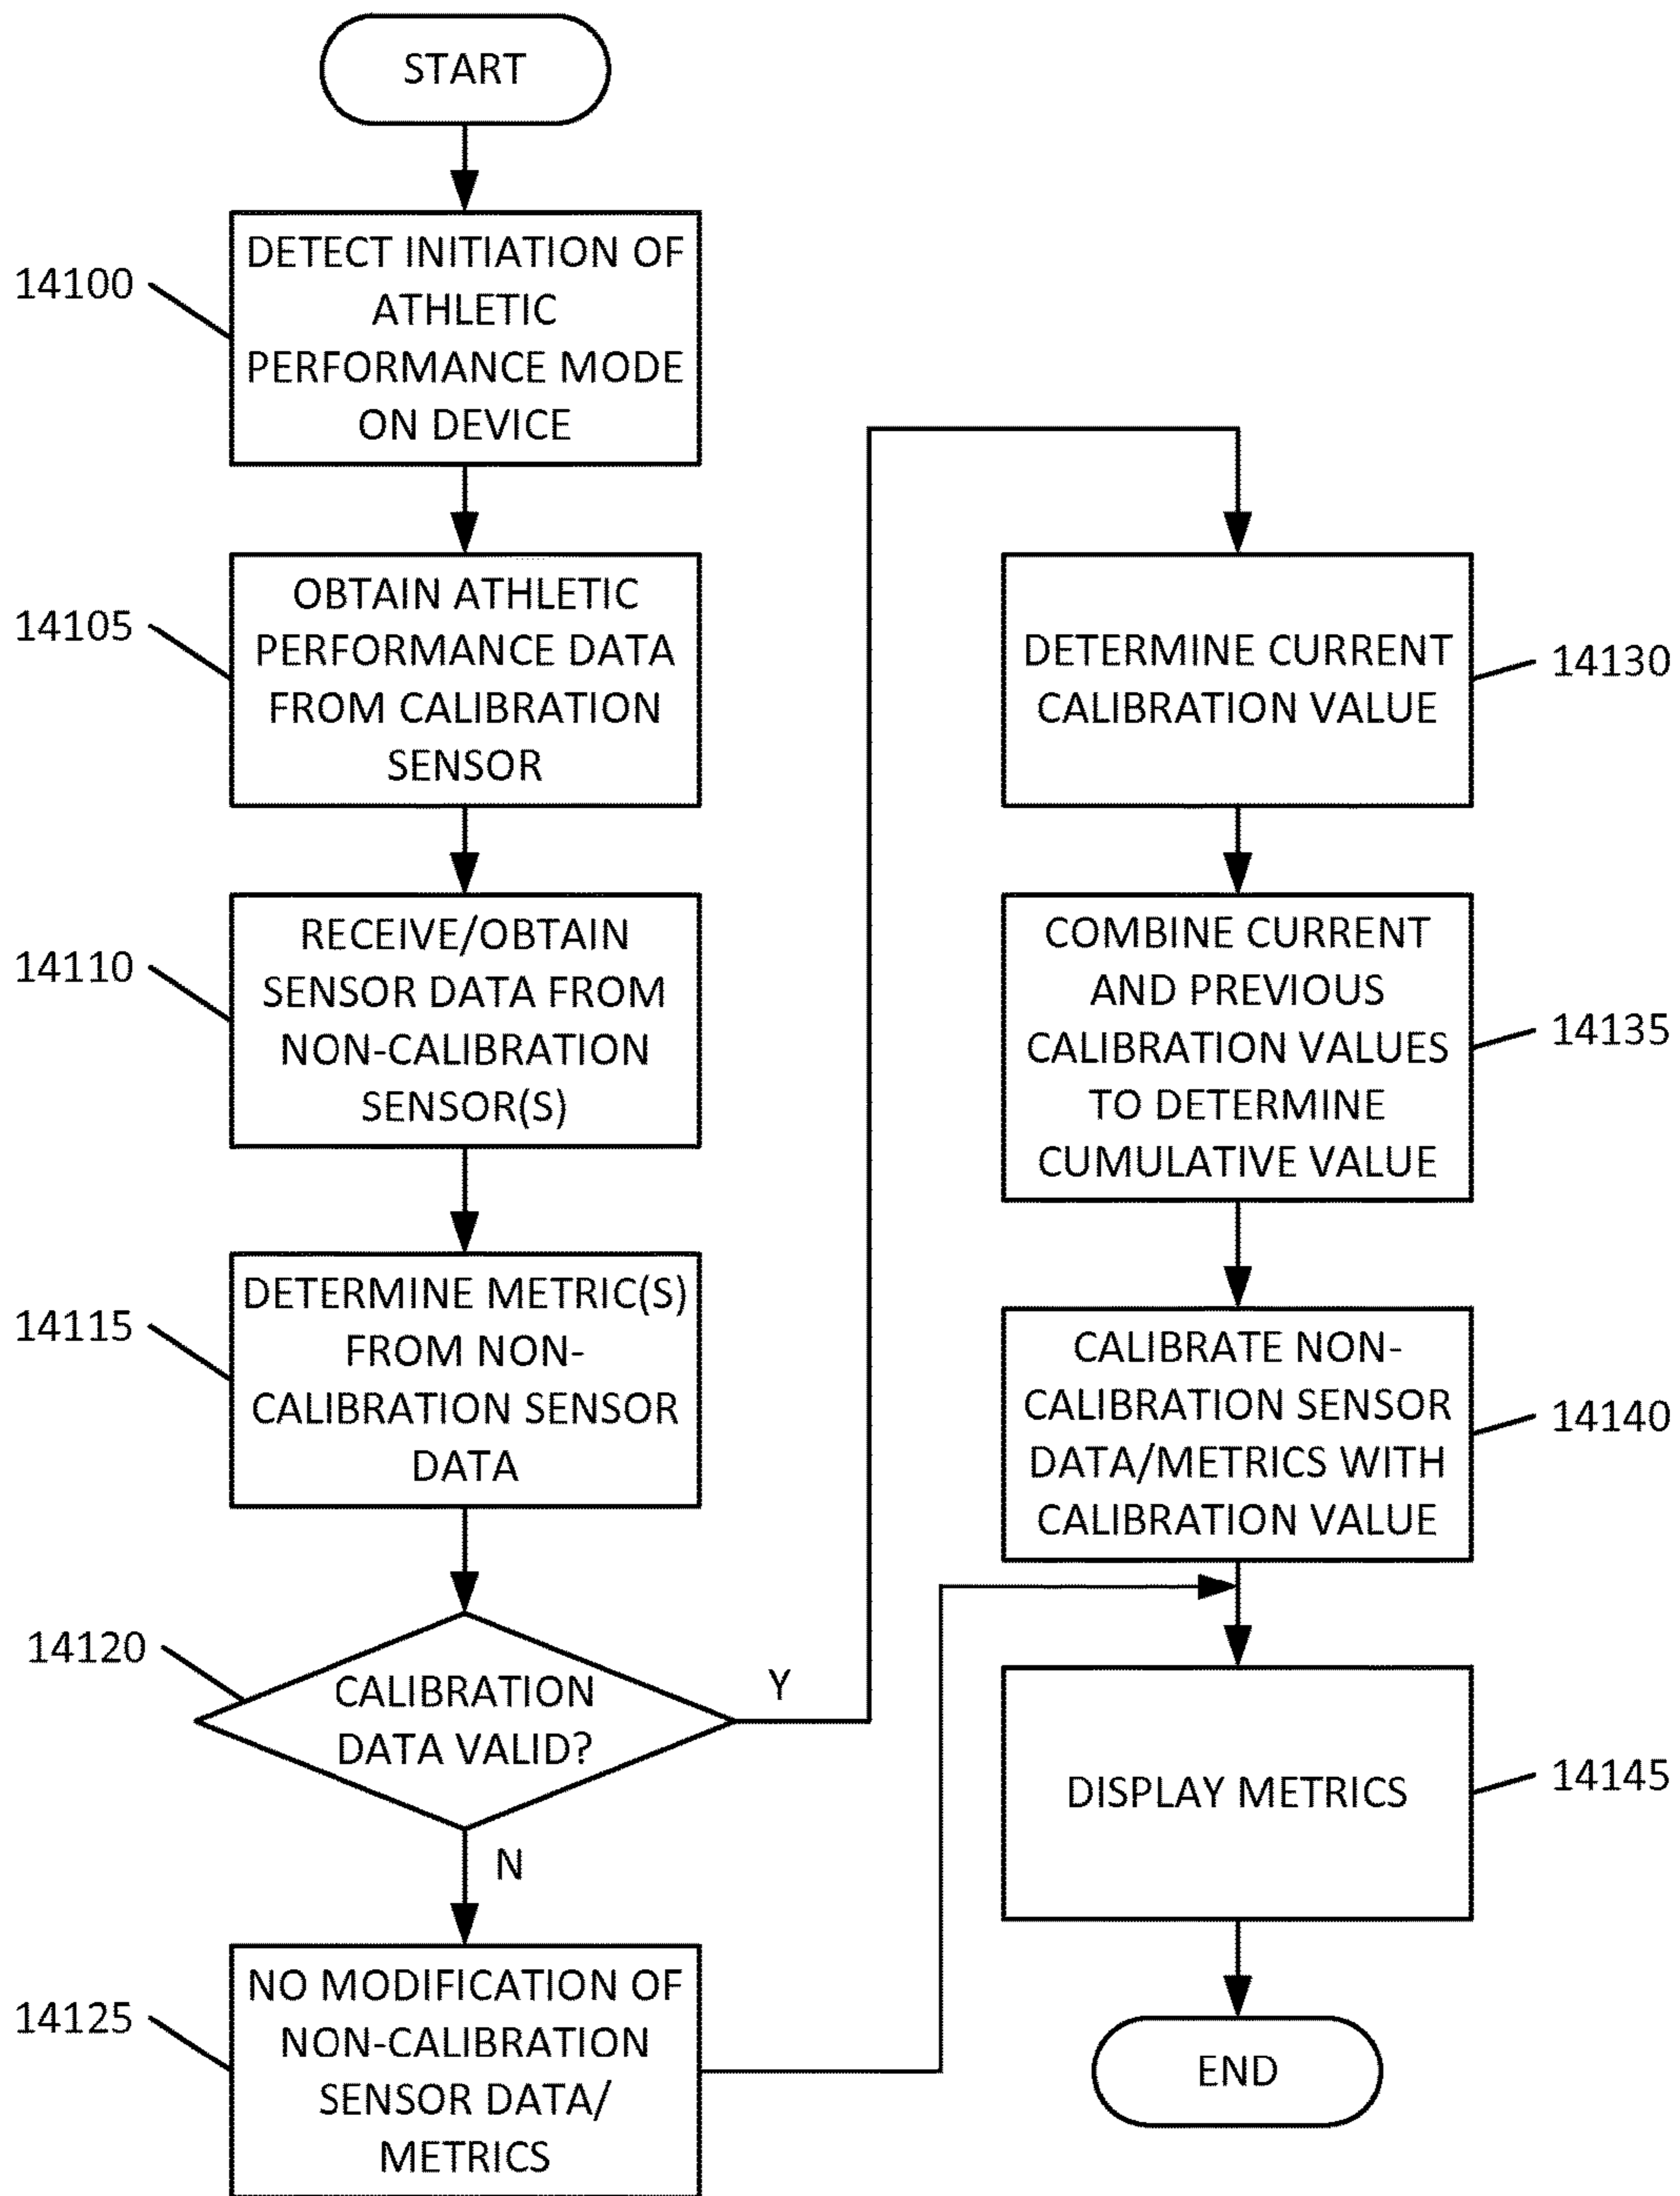 START
14100
DETECT INITIATION OF
ATHLETIC
PERFORMANCE MODE
ON DEVICE
14105
OBTAIN ATHLETIC
PERFORMANCE DATA
FROM CALIBRATION
SENSOR
14110
RECEIVE/OBTAIN
SENSOR DATA FROM
NON-CALIBRATION
SENSOR(S)
14115
DETERMINE METRIC(S)
FROM NON-
CALIBRATION SENSOR
DATA
14120
CALIBRATION
DATA VALID?
Y
N
14125
NO MODIFICATION OF
NON-CALIBRATION
SENSOR DATA/
METRICS
DETERMINE CURRENT
CALIBRATION VALUE
14130
COMBINE CURRENT
AND PREVIOUS
CALIBRATION VALUES
TO DETERMINE
CUMULATIVE VALUE
14135
CALIBRATE NON-
CALIBRATION SENSOR
DATA/METRICS WITH
CALIBRATION VALUE
14140
DISPLAY METRICS
14145
END